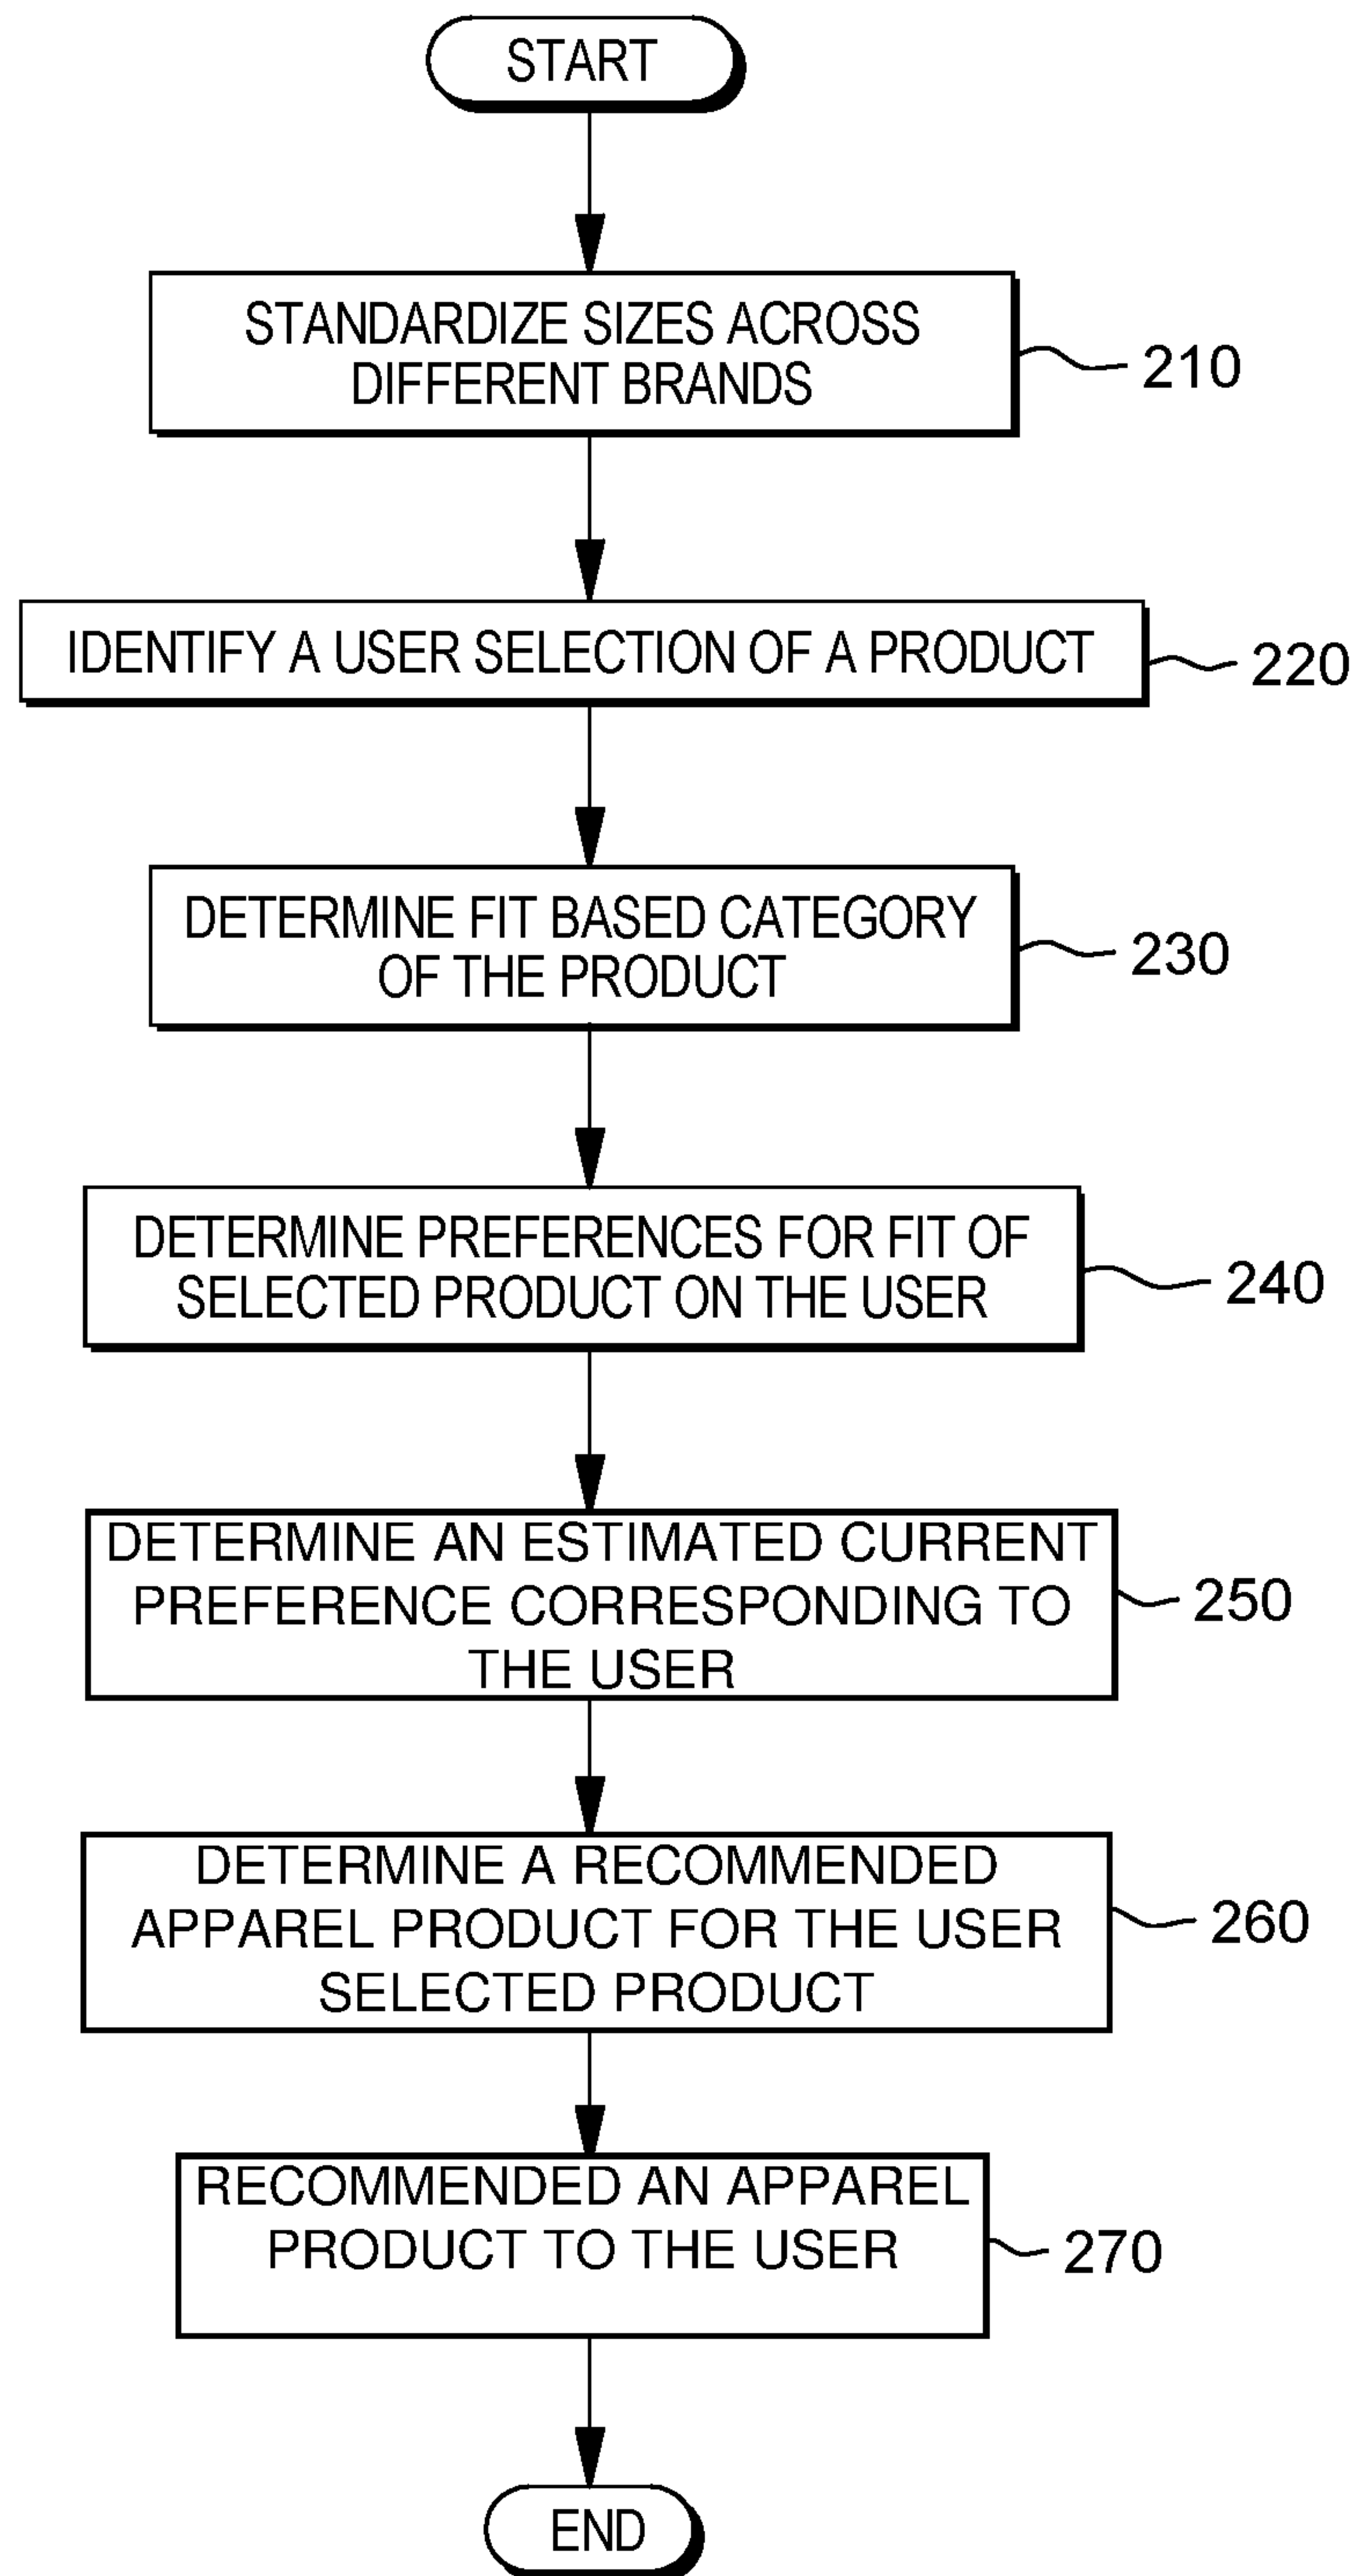 START
STANDARDIZE SIZES ACROSS
DIFFERENT BRANDS
210
IDENTIFY A USER SELECTION OF A PRODUCT
220
DETERMINE FIT BASED CATEGORY
OF THE PRODUCT
230
DETERMINE PREFERENCES FOR FIT OF
SELECTED PRODUCT ON THE USER
240
DETERMINE AN ESTIMATED CURRENT
PREFERENCE CORRESPONDING TO
THE USER
250
DETERMINE A RECOMMENDED
APPAREL PRODUCT FOR THE USER
SELECTED PRODUCT
260
RECOMMENDED AN APPAREL
PRODUCT TO THE USER
270
END